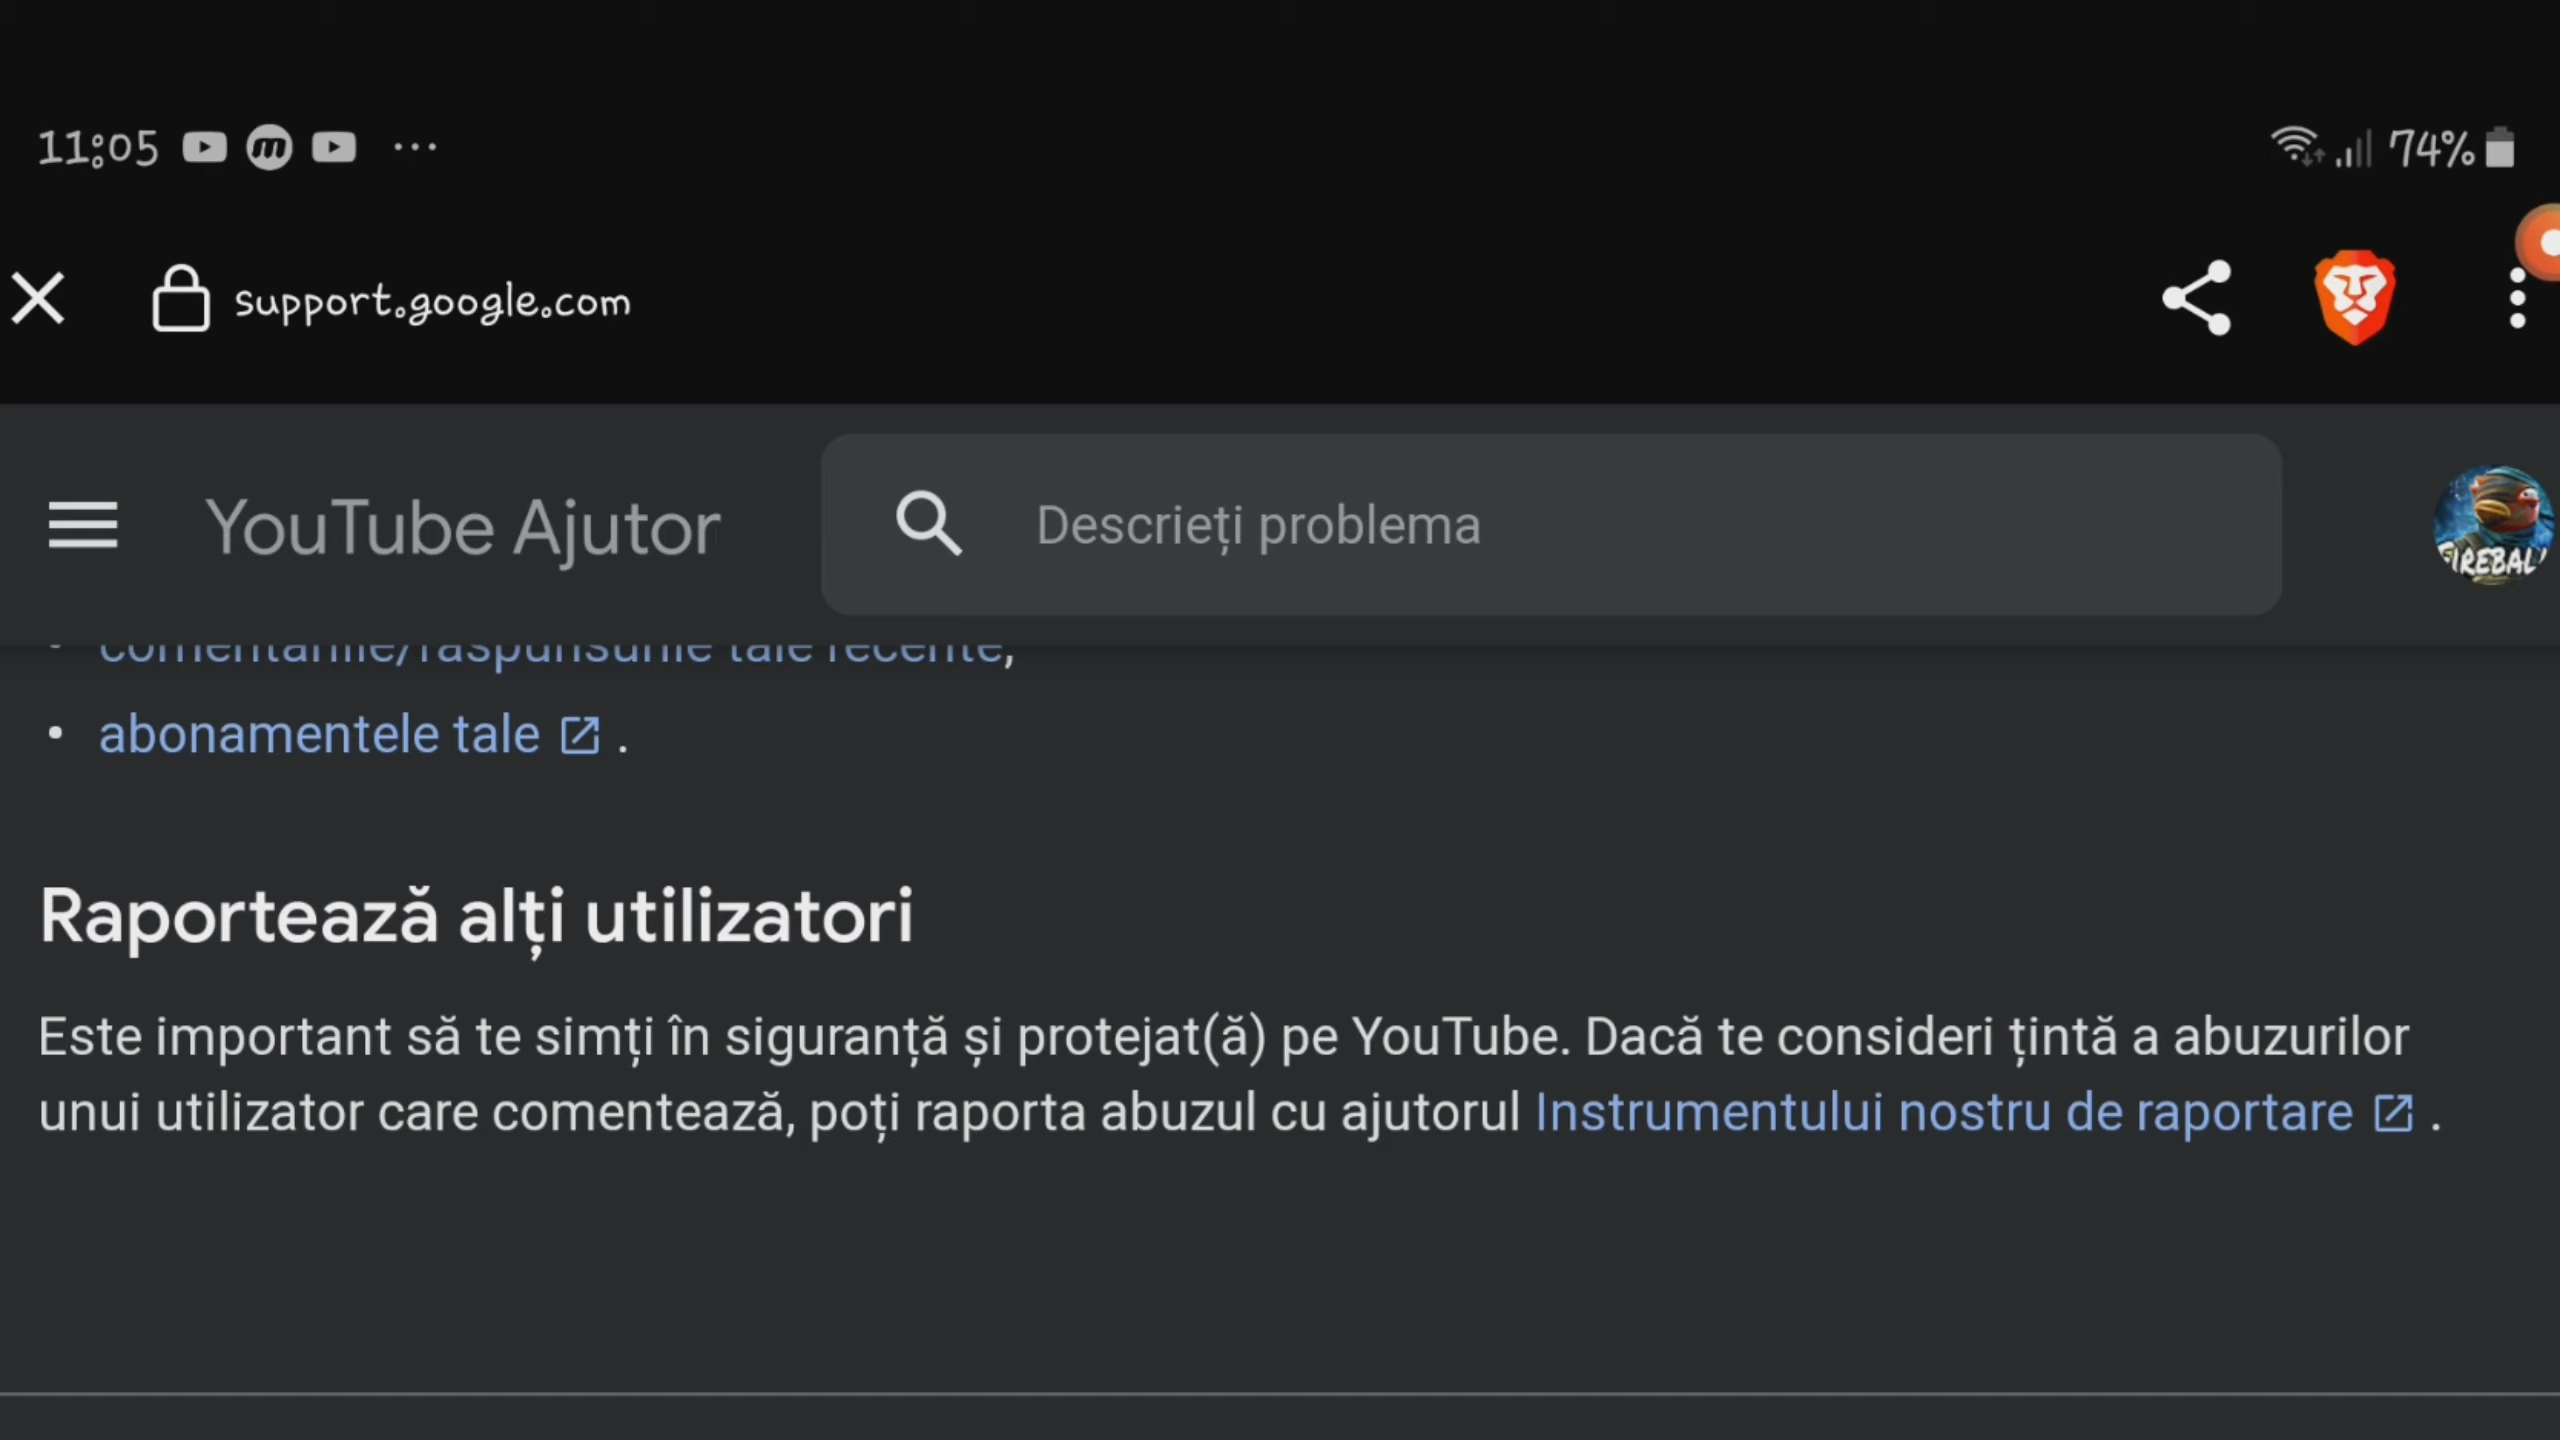 11:05
74%
support.google.com
YouTube Ajutor
Descrieți problema
FIREBALL
comentariile/răspunsurile tale recente,
• abonamentele tale .
Raportează alți utilizatori
Este important să te simți în siguranță și protejat(ă) pe YouTube. Dacă te consideri țintă a abuzurilor
unui utilizator care comentează, poți raporta abuzul cu ajutorul Instrumentului nostru de raportare .